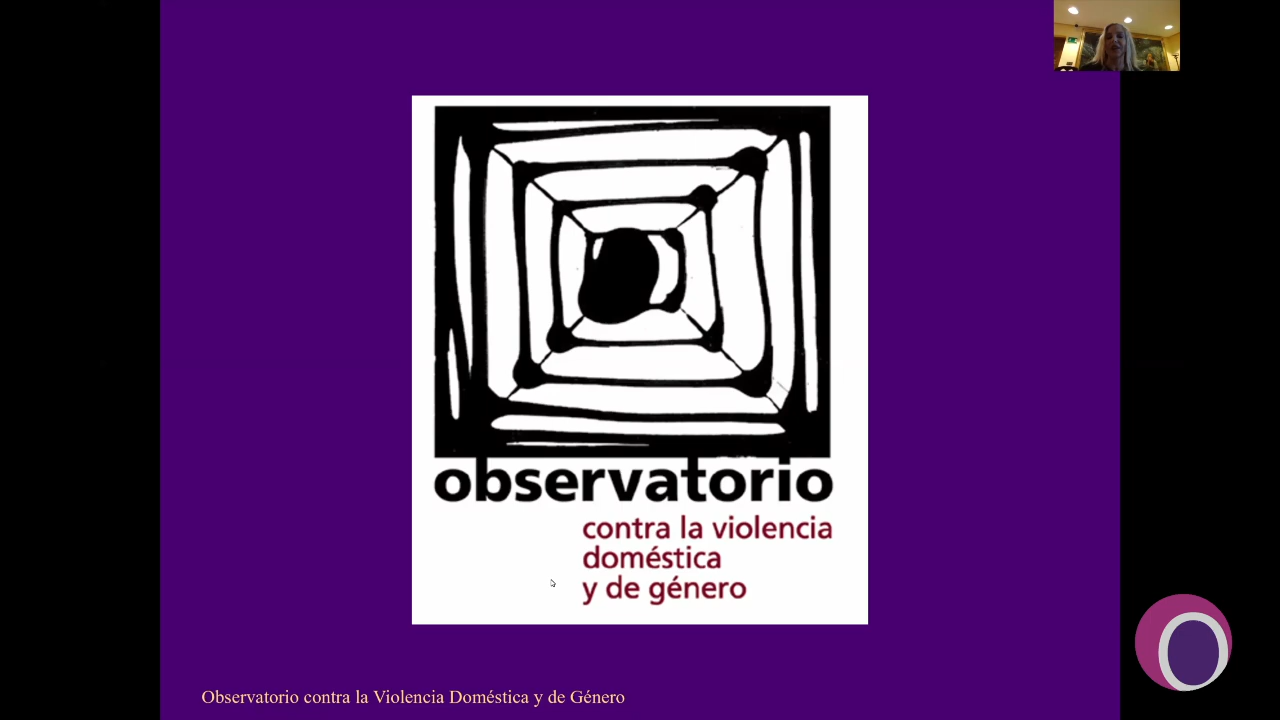 observatorio
contra la violencia
doméstica
y de género
Observatorio contra la Violencia Doméstica y de Género